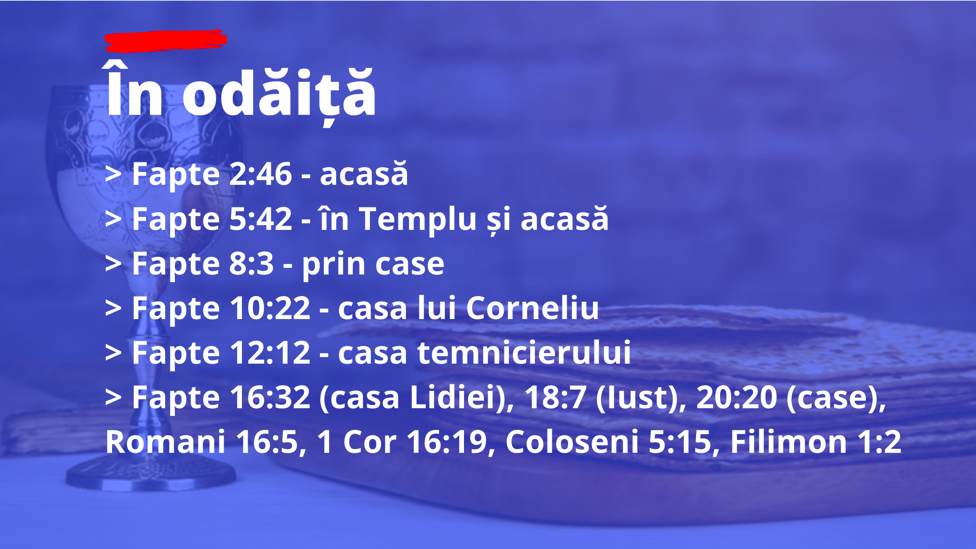 În odăiță
> Fapte 2:46 - acasă
> Fapte 5:42 - în Templu și acasă
> Fapte 8:3 - prin case
> Fapte 10:22 - casa lui Corneliu
> Fapte 12:12 - casa temnicierului
> Fapte 16:32 (casa Lidiei), 18:7 (Iust), 20:20 (case),
Romani 16:5, 1 Cor 16:19, Coloseni 5:15, Filimon 1:2